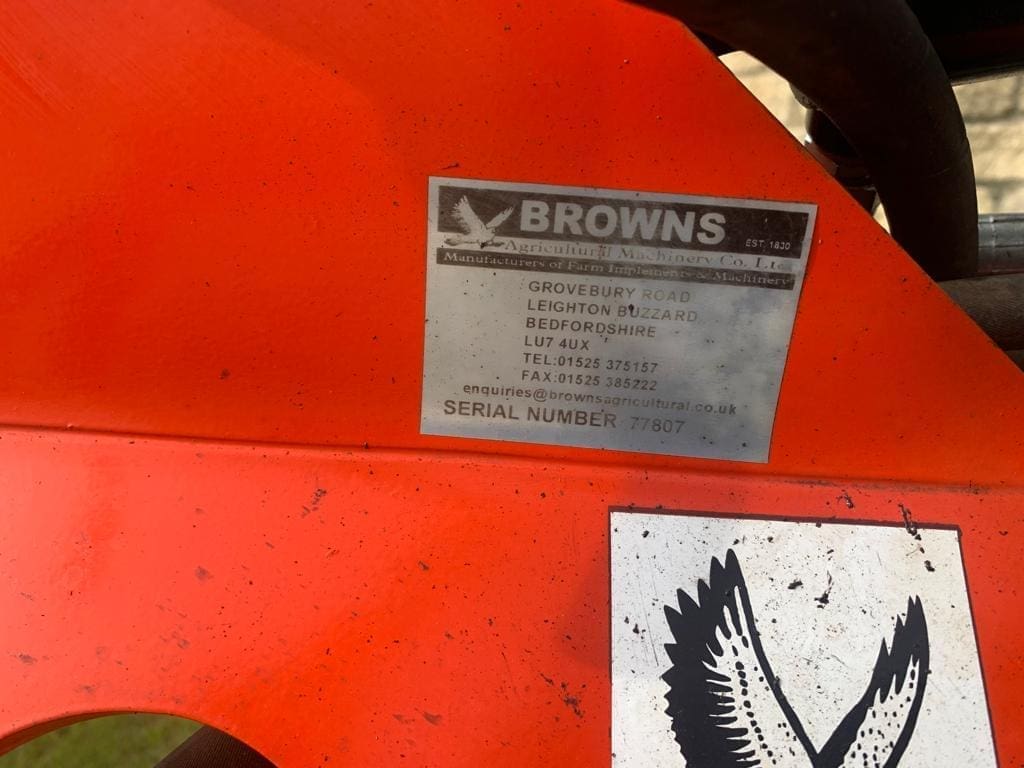 BROWNS
EST. 1830
Agricultural Machinery Co. Ltd
Manufacturers of Farm Implements & Machinery
GROVEBURY ROAD
LEIGHTON BUZZARD
BEDFORDSHIRE
LU7 4UX
TEL:01525 375157
FAX:01525 385222
enquiries@brownsagricultural.co.uk
SERIAL NUMBER 77807